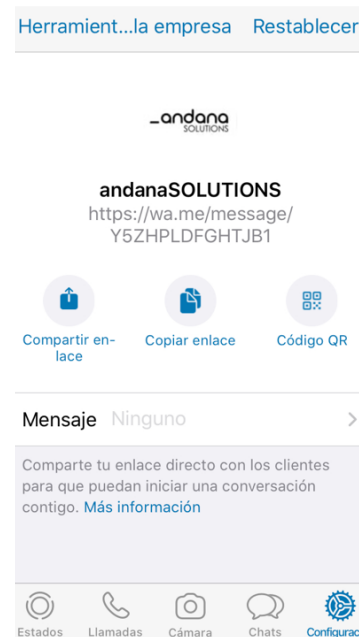 Herramient...la empresa Restablecer
_andana
SOLUTIONS
andanaSOLUTIONS
https://wa.me/message/
Y5ZHPLDFGHTJB1
Compartir en-
lace
Copiar enlace
Código QR
Mensaje Ninguno
Comparte tu enlace directo con los clientes
para que puedan iniciar una conversación
contigo. Más información
Estados Llamadas Cámara Chats Configurac